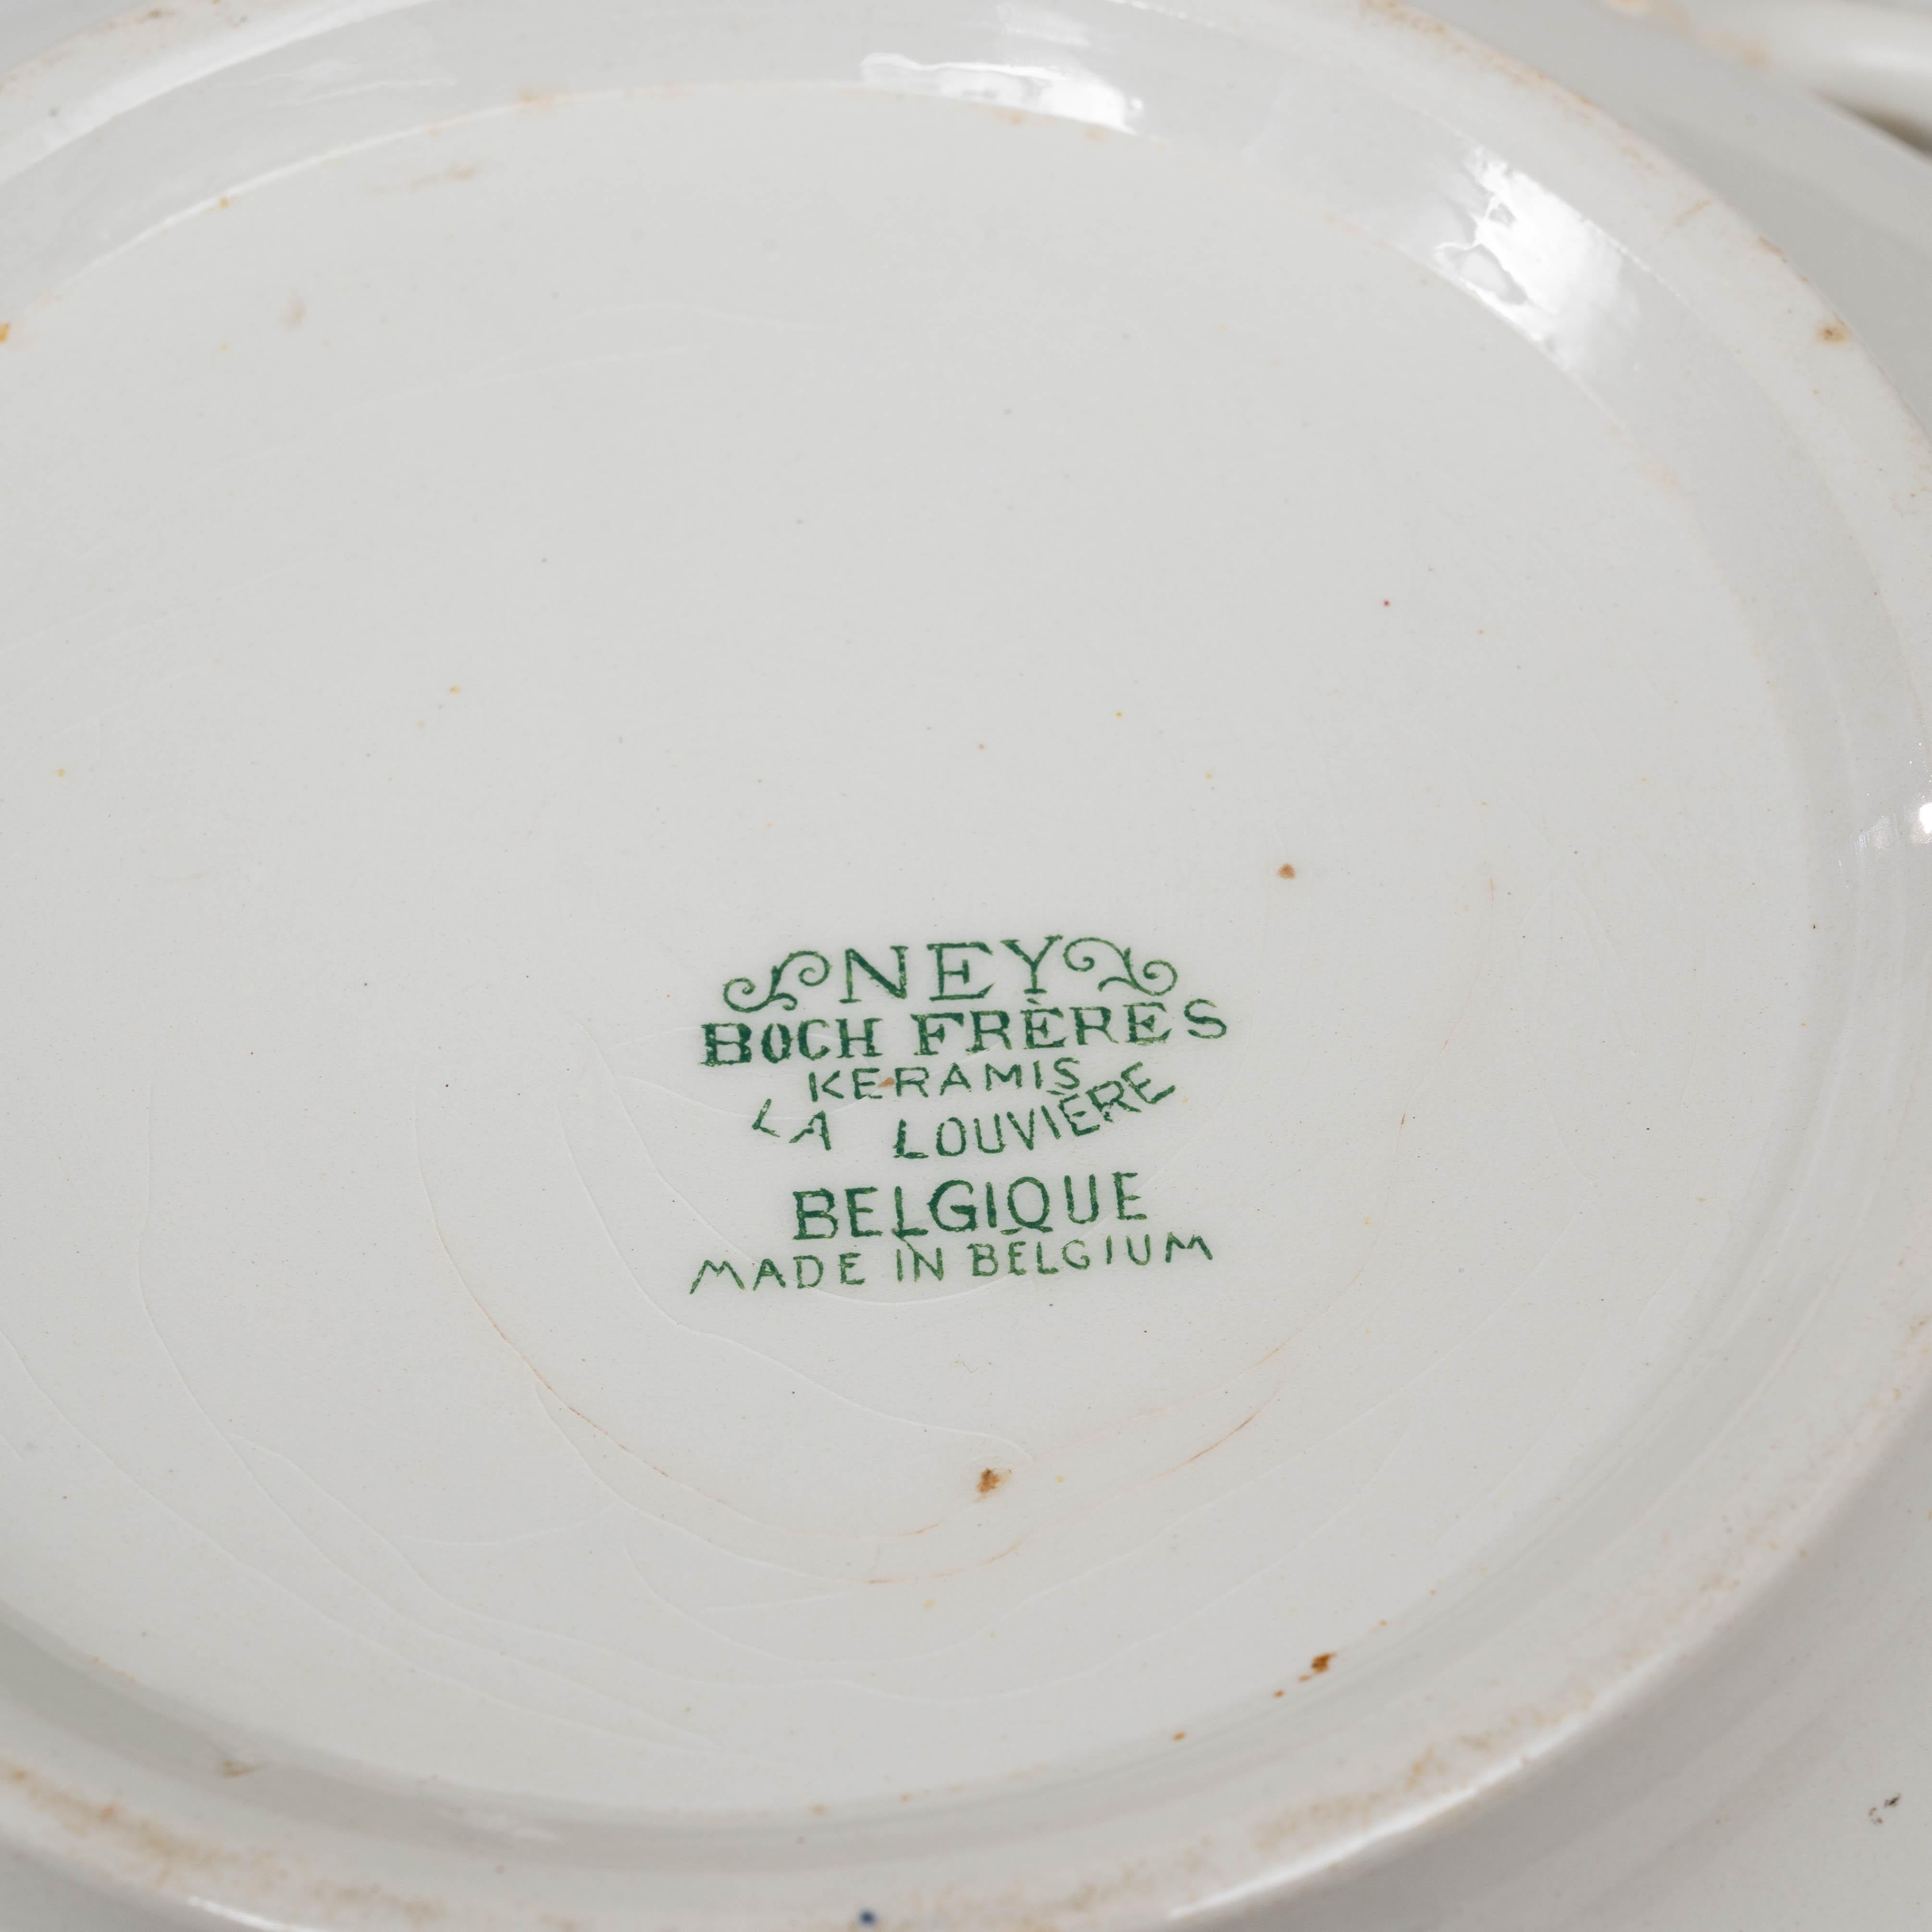 NEY
BOCH FRÈRES
KERAMIS
LA LOUVIÈRE
BELGIQUE
MADE IN BELGIUM